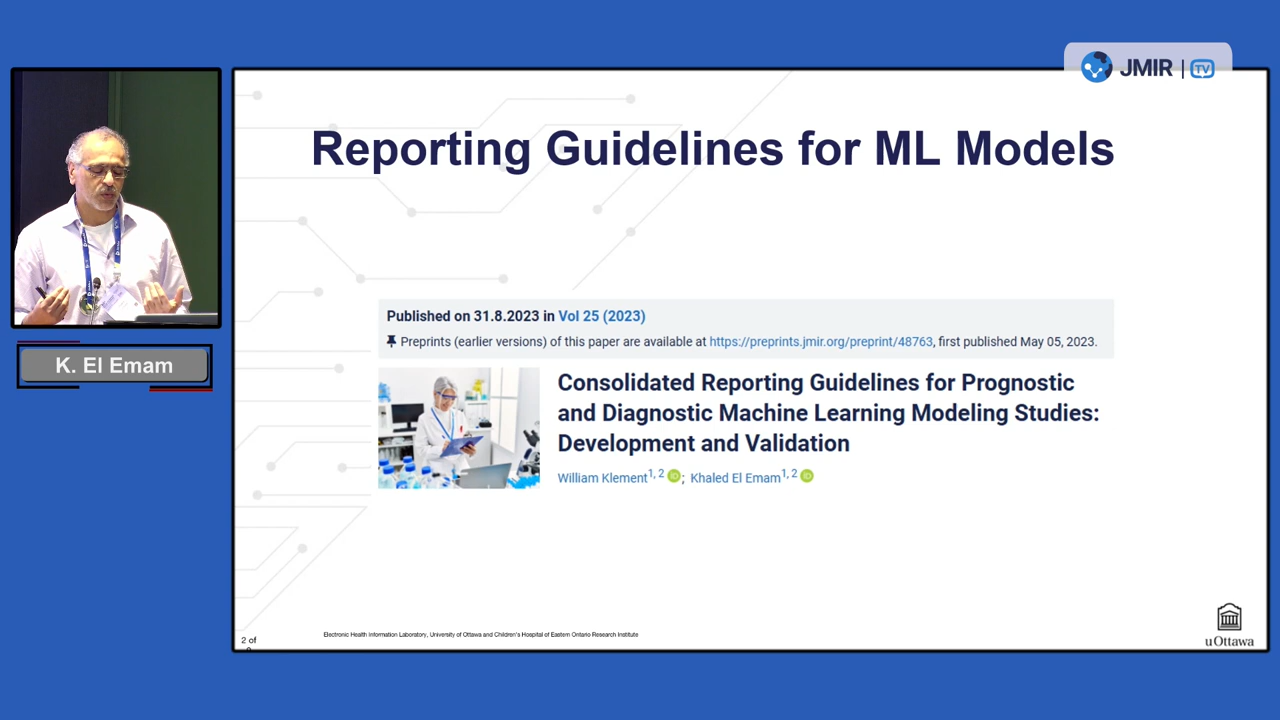 JMIR | TV
Reporting Guidelines for ML Models
Published on 31.8.2023 in Vol 25 (2023)
Preprints (earlier versions) of this paper are available at https://preprints.jmir.org/preprint/48763, first published May 05, 2023.
Consolidated Reporting Guidelines for Prognostic
and Diagnostic Machine Learning Modeling Studies:
Development and Validation
William Klement1, 2 iD; Khaled El Emam1, 2 iD
K. El Emam
Electronic Health Information Laboratory, University of Ottawa and Children's Hospital of Eastern Ontario Research Institute
2 of
uOttawa